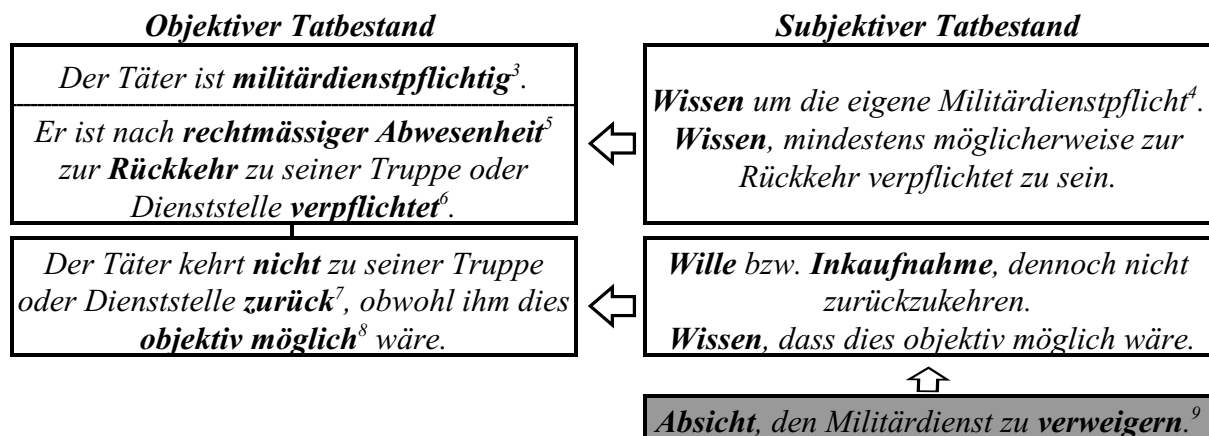 Objektiver Tatbestand
Der Täter ist militärdienstpflichtig³.
Er ist nach rechtmässiger Abwesenheit⁵
zur Rückkehr zu seiner Truppe oder
Dienststelle verpflichtet⁶.
Der Täter kehrt nicht zu seiner Truppe
oder Dienststelle zurück⁷, obwohl ihm dies
objektiv möglich⁸ wäre.
Subjektiver Tatbestand
Wissen um die eigene Militärdienstpflicht⁴.
Wissen, mindestens möglicherweise zur
Rückkehr verpflichtet zu sein.
Wille bzw. Inkaufnahme, dennoch nicht
zurückzukehren.
Wissen, dass dies objektiv möglich wäre.
Absicht, den Militärdienst zu verweigern.⁹